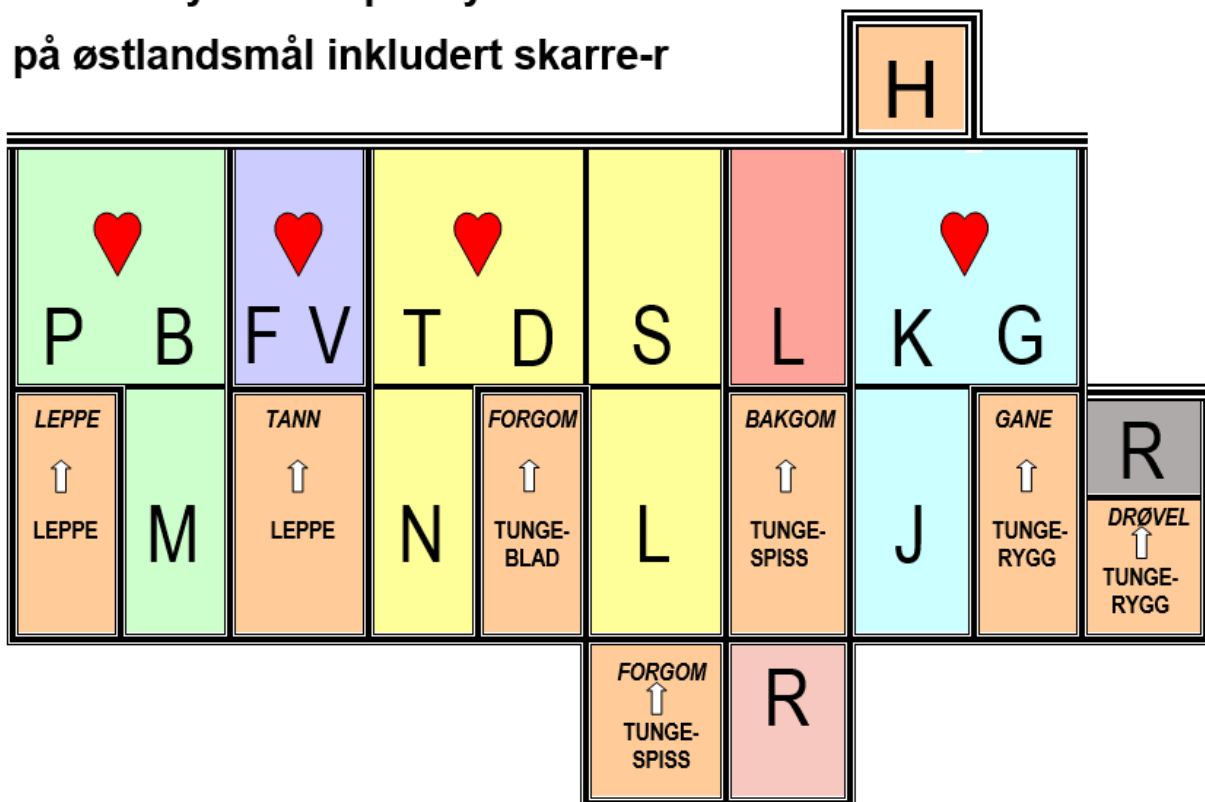 på østlandsmål inkludert skarre-r
H
P B F V T D S L K G
LEPPE
LEPPE
M
TANN
LEPPE
N
FORGOM
TUNGE-
BLAD
L
BAKGOM
TUNGE-
SPISS
J
GANE
TUNGE-
RYGG
R
DRØVEL
TUNGE-
RYGG
FORGOM
TUNGE-
SPISS
R